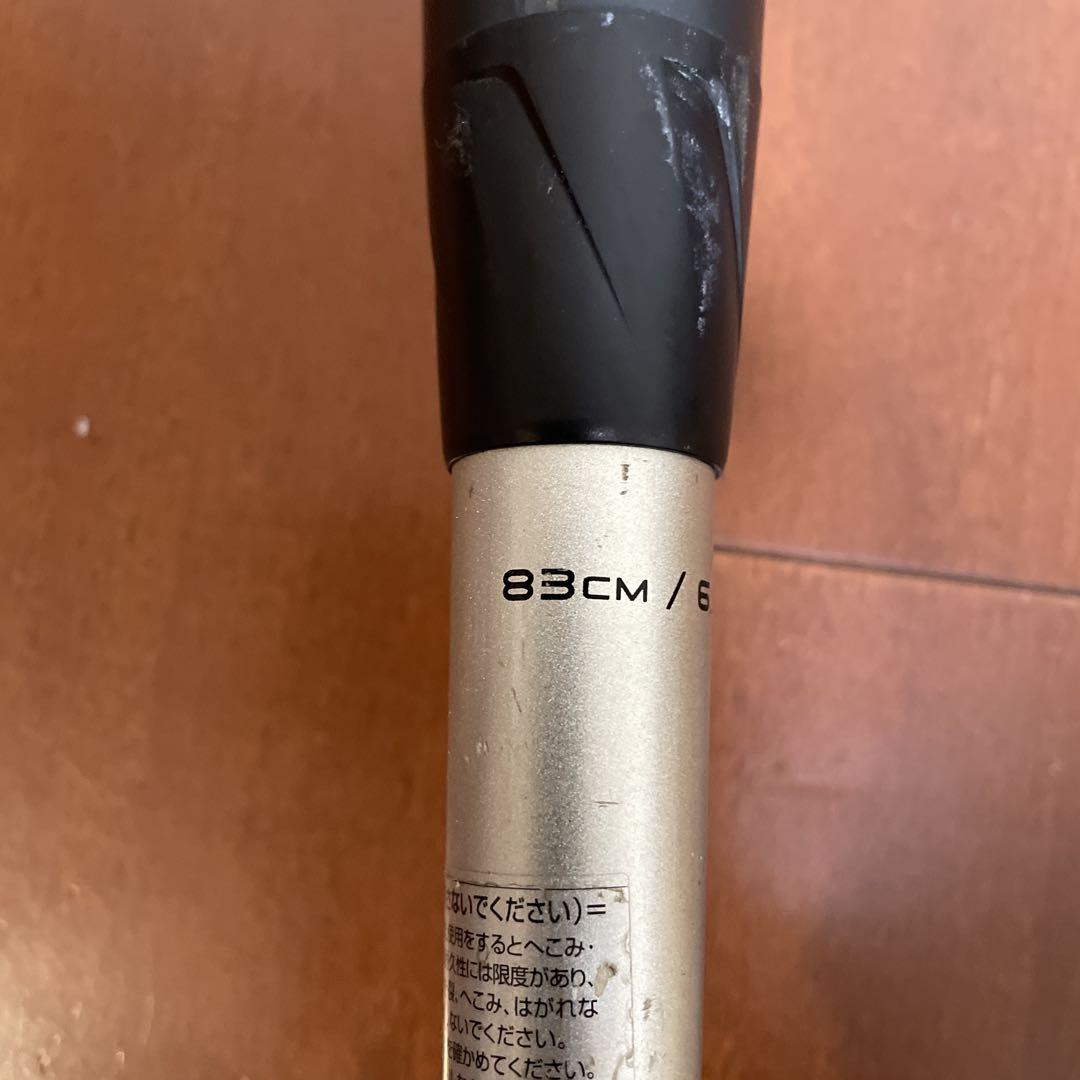 83CM / 6
ないでください)=
使用をするとへこみ・
久性には限度があり、
へこみ、はがれな
ないでください。
確かめてください。